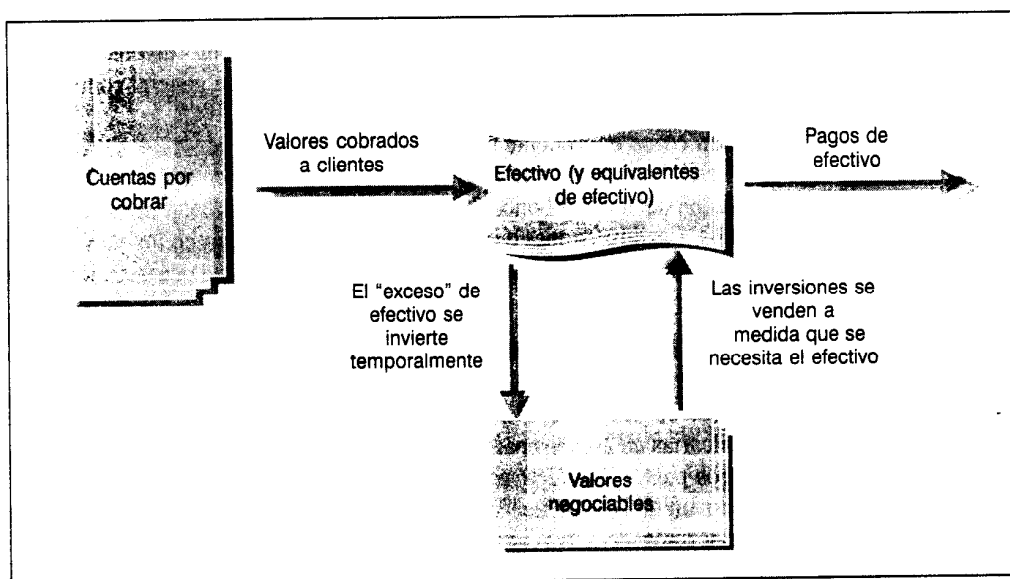 Cuentas por
cobrar
Valores cobrados
a clientes
Efectivo (y equivalentes
de efectivo)
Pagos de
efectivo
El “exceso” de
efectivo se
invierte
temporalmente
Las inversiones se
venden a
medida que se
necesita el efectivo
Valores
negociables